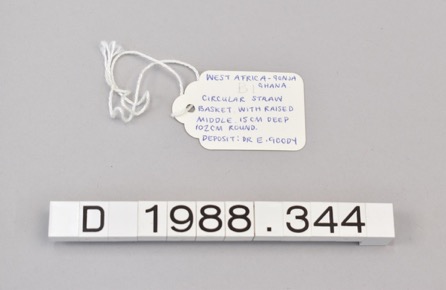 WEST AFRICA - GONJA
GHANA
CIRCULAR STRAW
BASKET WITH RAISED
MIDDLE. 15CM DEEP
102CM ROUND.
DEPOSIT: DR E. GOODY
D 1988.344